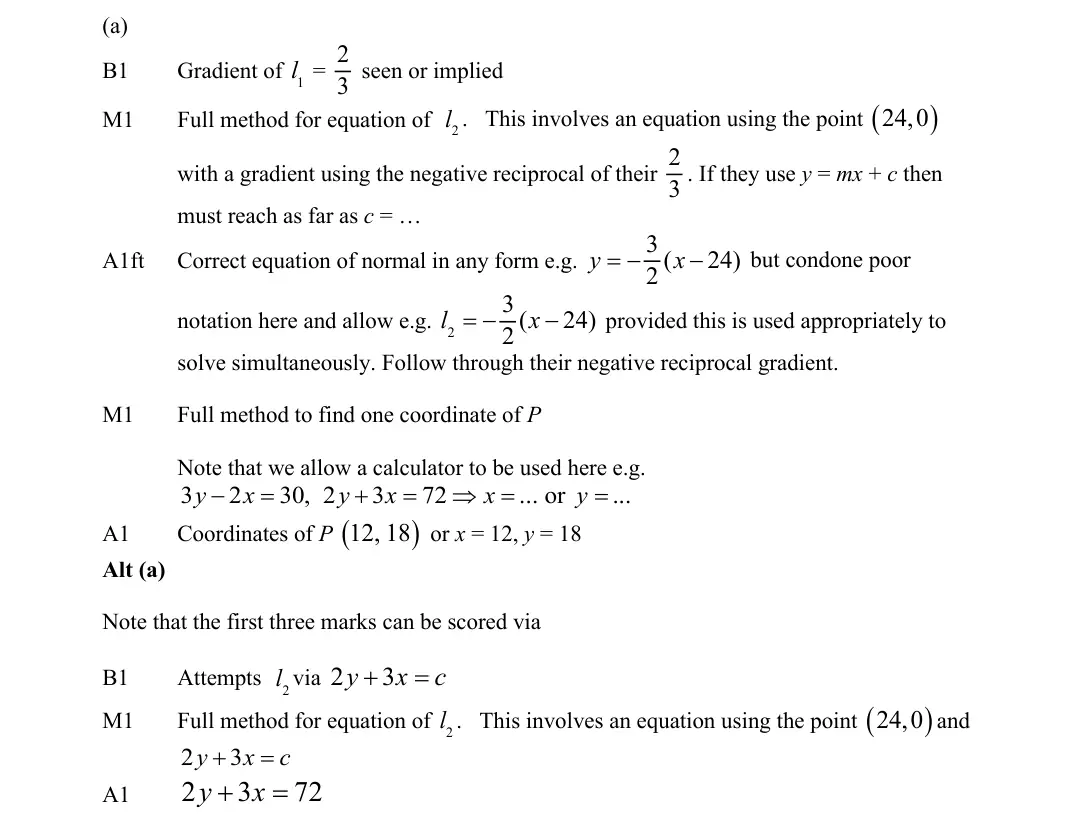 (a)
B1 Gradient of l₁ = 2/3 seen or implied
M1 Full method for equation of l₂. This involves an equation using the point (24,0)
with a gradient using the negative reciprocal of their 2/3. If they use y = mx + c then
must reach as far as c = …
A1ft Correct equation of normal in any form e.g. y = −3/2(x − 24) but condone poor
notation here and allow e.g. l₂ = −3/2(x − 24) provided this is used appropriately to
solve simultaneously. Follow through their negative reciprocal gradient.
M1 Full method to find one coordinate of P
Note that we allow a calculator to be used here e.g.
3y − 2x = 30, 2y + 3x = 72 ⇒ x = ... or y = ...
A1 Coordinates of P (12, 18) or x = 12, y = 18
Alt (a)
Note that the first three marks can be scored via
B1 Attempts l₂ via 2y + 3x = c
M1 Full method for equation of l₂. This involves an equation using the point (24,0) and
2y + 3x = c
A1 2y + 3x = 72